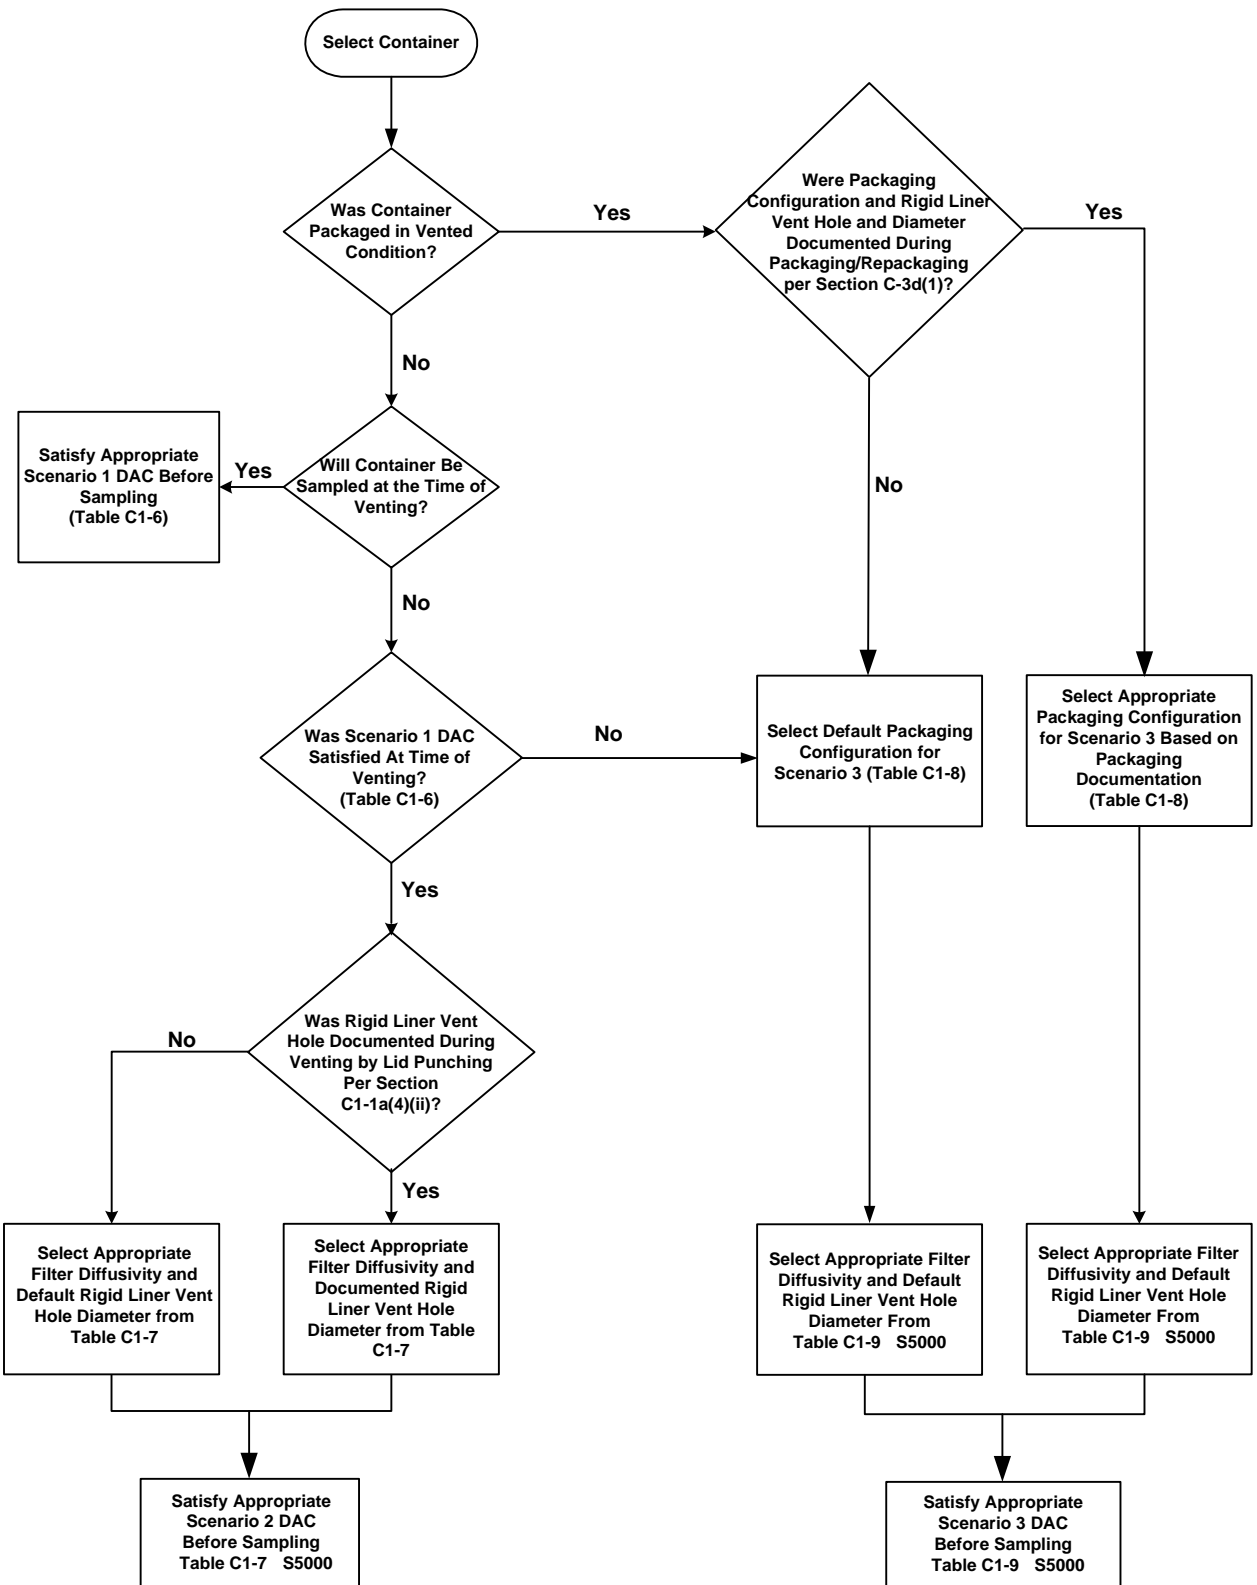 Select Container
Was Container
Packaged in Vented
Condition?
Yes
Were Packaging
Configuration and Rigid Liner
Vent Hole and Diameter
Documented During
Packaging/Repackaging
per Section C-3d(1)?
Yes
No
Satisfy Appropriate
Scenario 1 DAC Before
Sampling
(Table C1-6)
Yes
Will Container Be
Sampled at the Time of
Venting?
No
No
Was Scenario 1 DAC
Satisfied At Time of
Venting?
(Table C1-6)
No
Select Default Packaging
Configuration for
Scenario 3 (Table C1-8)
Select Appropriate
Packaging Configuration
for Scenario 3 Based on
Packaging
Documentation
(Table C1-8)
Yes
Was Rigid Liner Vent
Hole Documented During
Venting by Lid Punching
Per Section
C1-1a(4)(ii)?
No
Yes
Select Appropriate
Filter Diffusivity and
Default Rigid Liner Vent
Hole Diameter from
Table C1-7
Select Appropriate
Filter Diffusivity and
Documented Rigid
Liner Vent Hole
Diameter from Table
C1-7
Select Appropriate Filter
Diffusivity and Default
Rigid Liner Vent Hole
Diameter From
Table C1-9 S5000
Select Appropriate Filter
Diffusivity and Default
Rigid Liner Vent Hole
Diameter From
Table C1-9 S5000
Satisfy Appropriate
Scenario 2 DAC
Before Sampling
Table C1-7 S5000
Satisfy Appropriate
Scenario 3 DAC
Before Sampling
Table C1-9 S5000